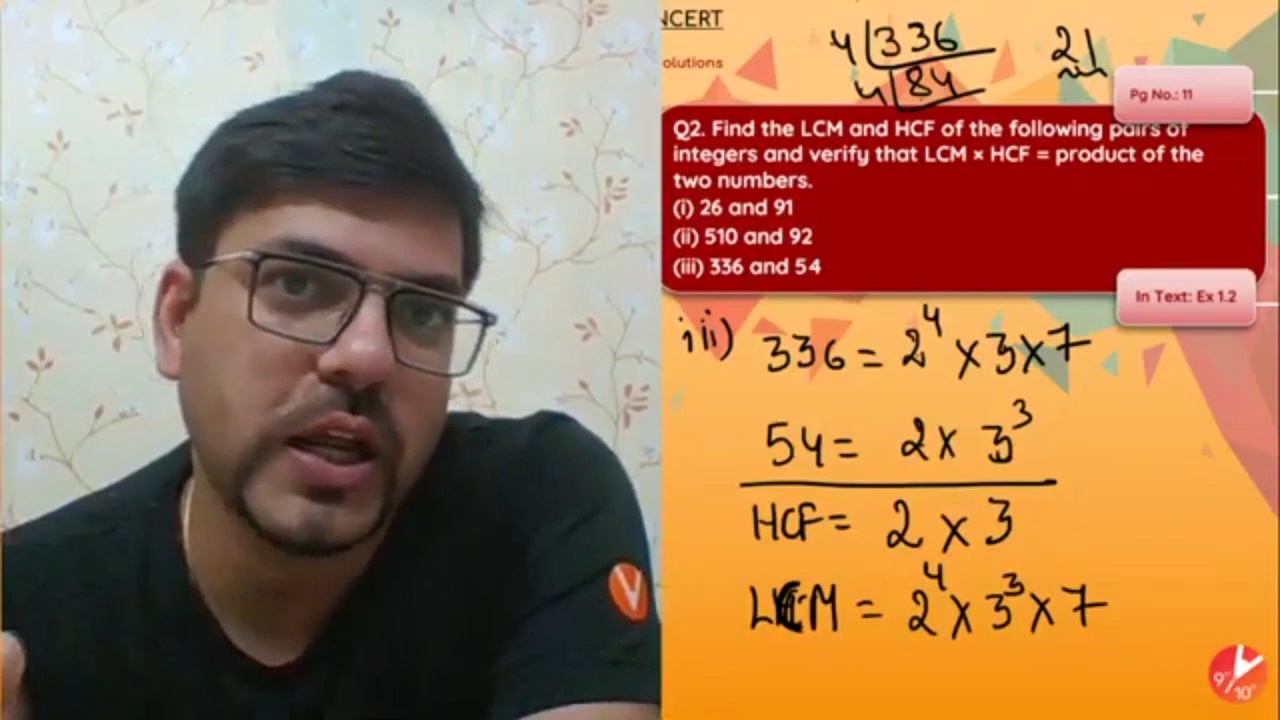 NCERT
olutions
4 336
4 84
21
Pg No.: 11
Q2. Find the LCM and HCF of the following pairs of
integers and verify that LCM × HCF = product of the
two numbers.
(i) 26 and 91
(ii) 510 and 92
(iii) 336 and 54
In Text: Ex 1.2
iii) 336 = 2⁴ × 3 × 7
54 = 2 × 3³
HCF = 2 × 3
LCM = 2⁴ × 3³ × 7
V
9ᵗʰ/10ᵗʰ